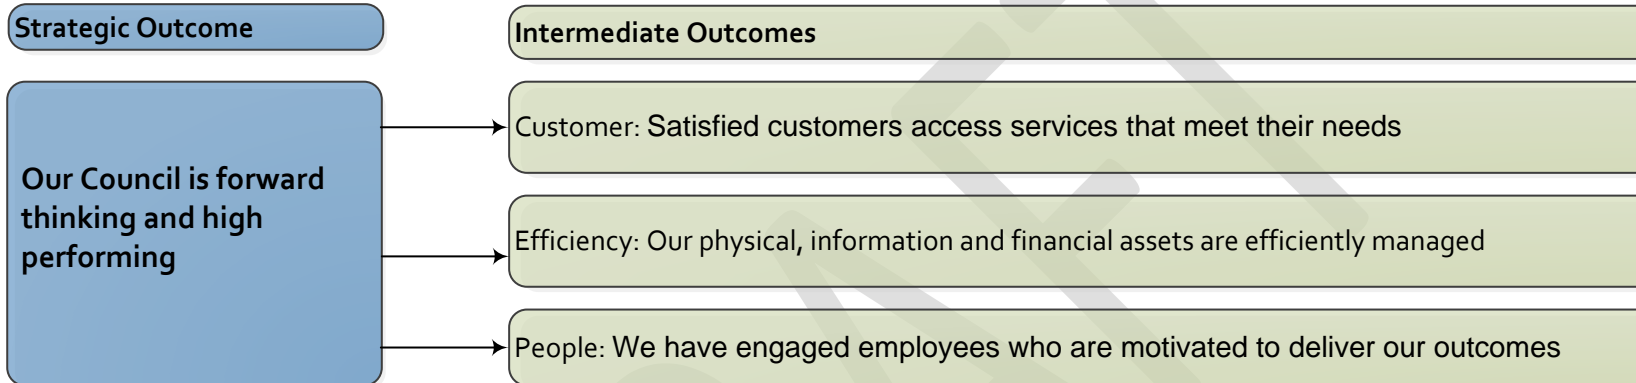 Strategic Outcome
Intermediate Outcomes
Our Council is forward
thinking and high
performing
Customer: Satisfied customers access services that meet their needs
Efficiency: Our physical, information and financial assets are efficiently managed
People: We have engaged employees who are motivated to deliver our outcomes